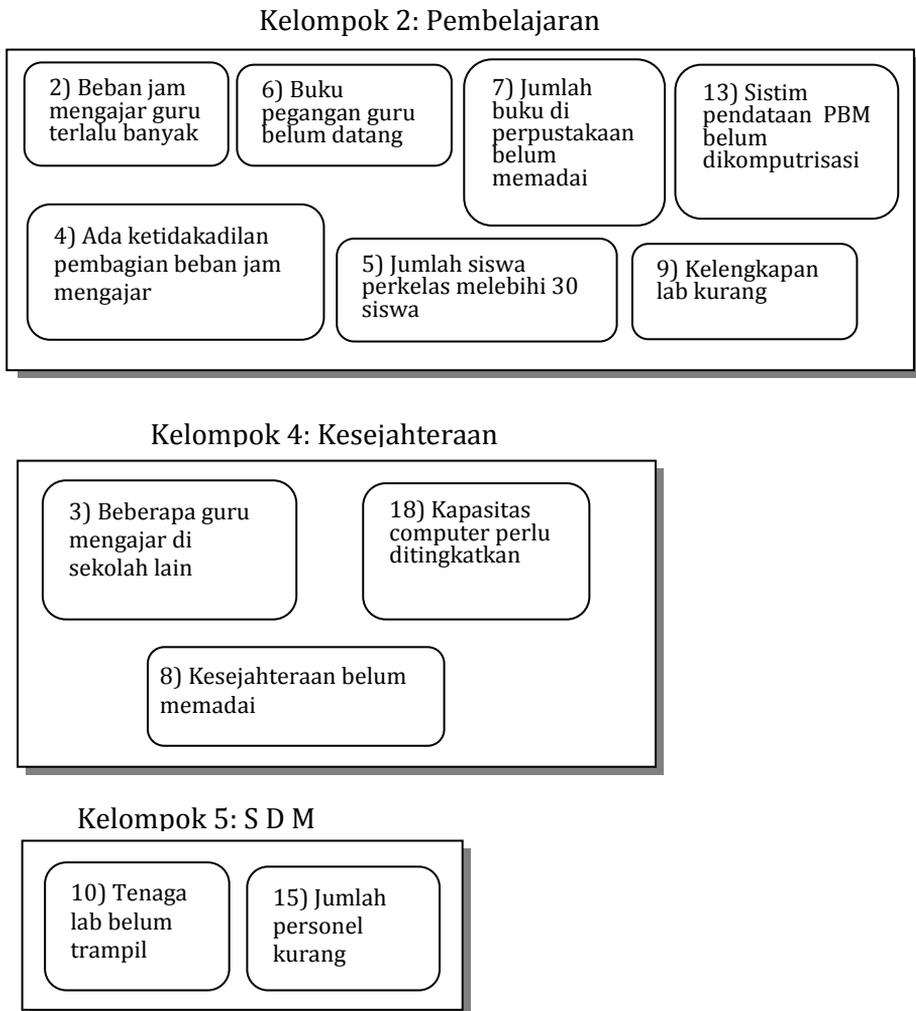 Kelompok 2: Pembelajaran
2) Beban jam
mengajar guru
terlalu banyak
6) Buku
pegangan guru
belum datang
7) Jumlah
buku di
perpustakaan
belum
memadai
13) Sistim
pendataan PBM
belum
dikomputrisasi
4) Ada ketidakadilan
pembagian beban jam
mengajar
5) Jumlah siswa
perkelas melebihi 30
siswa
9) Kelengkapan
lab kurang
Kelompok 4: Kesejahteraan
3) Beberapa guru
mengajar di
sekolah lain
18) Kapasitas
computer perlu
ditingkatkan
8) Kesejahteraan belum
memadai
Kelompok 5: S D M
10) Tenaga
lab belum
trampil
15) Jumlah
personel
kurang